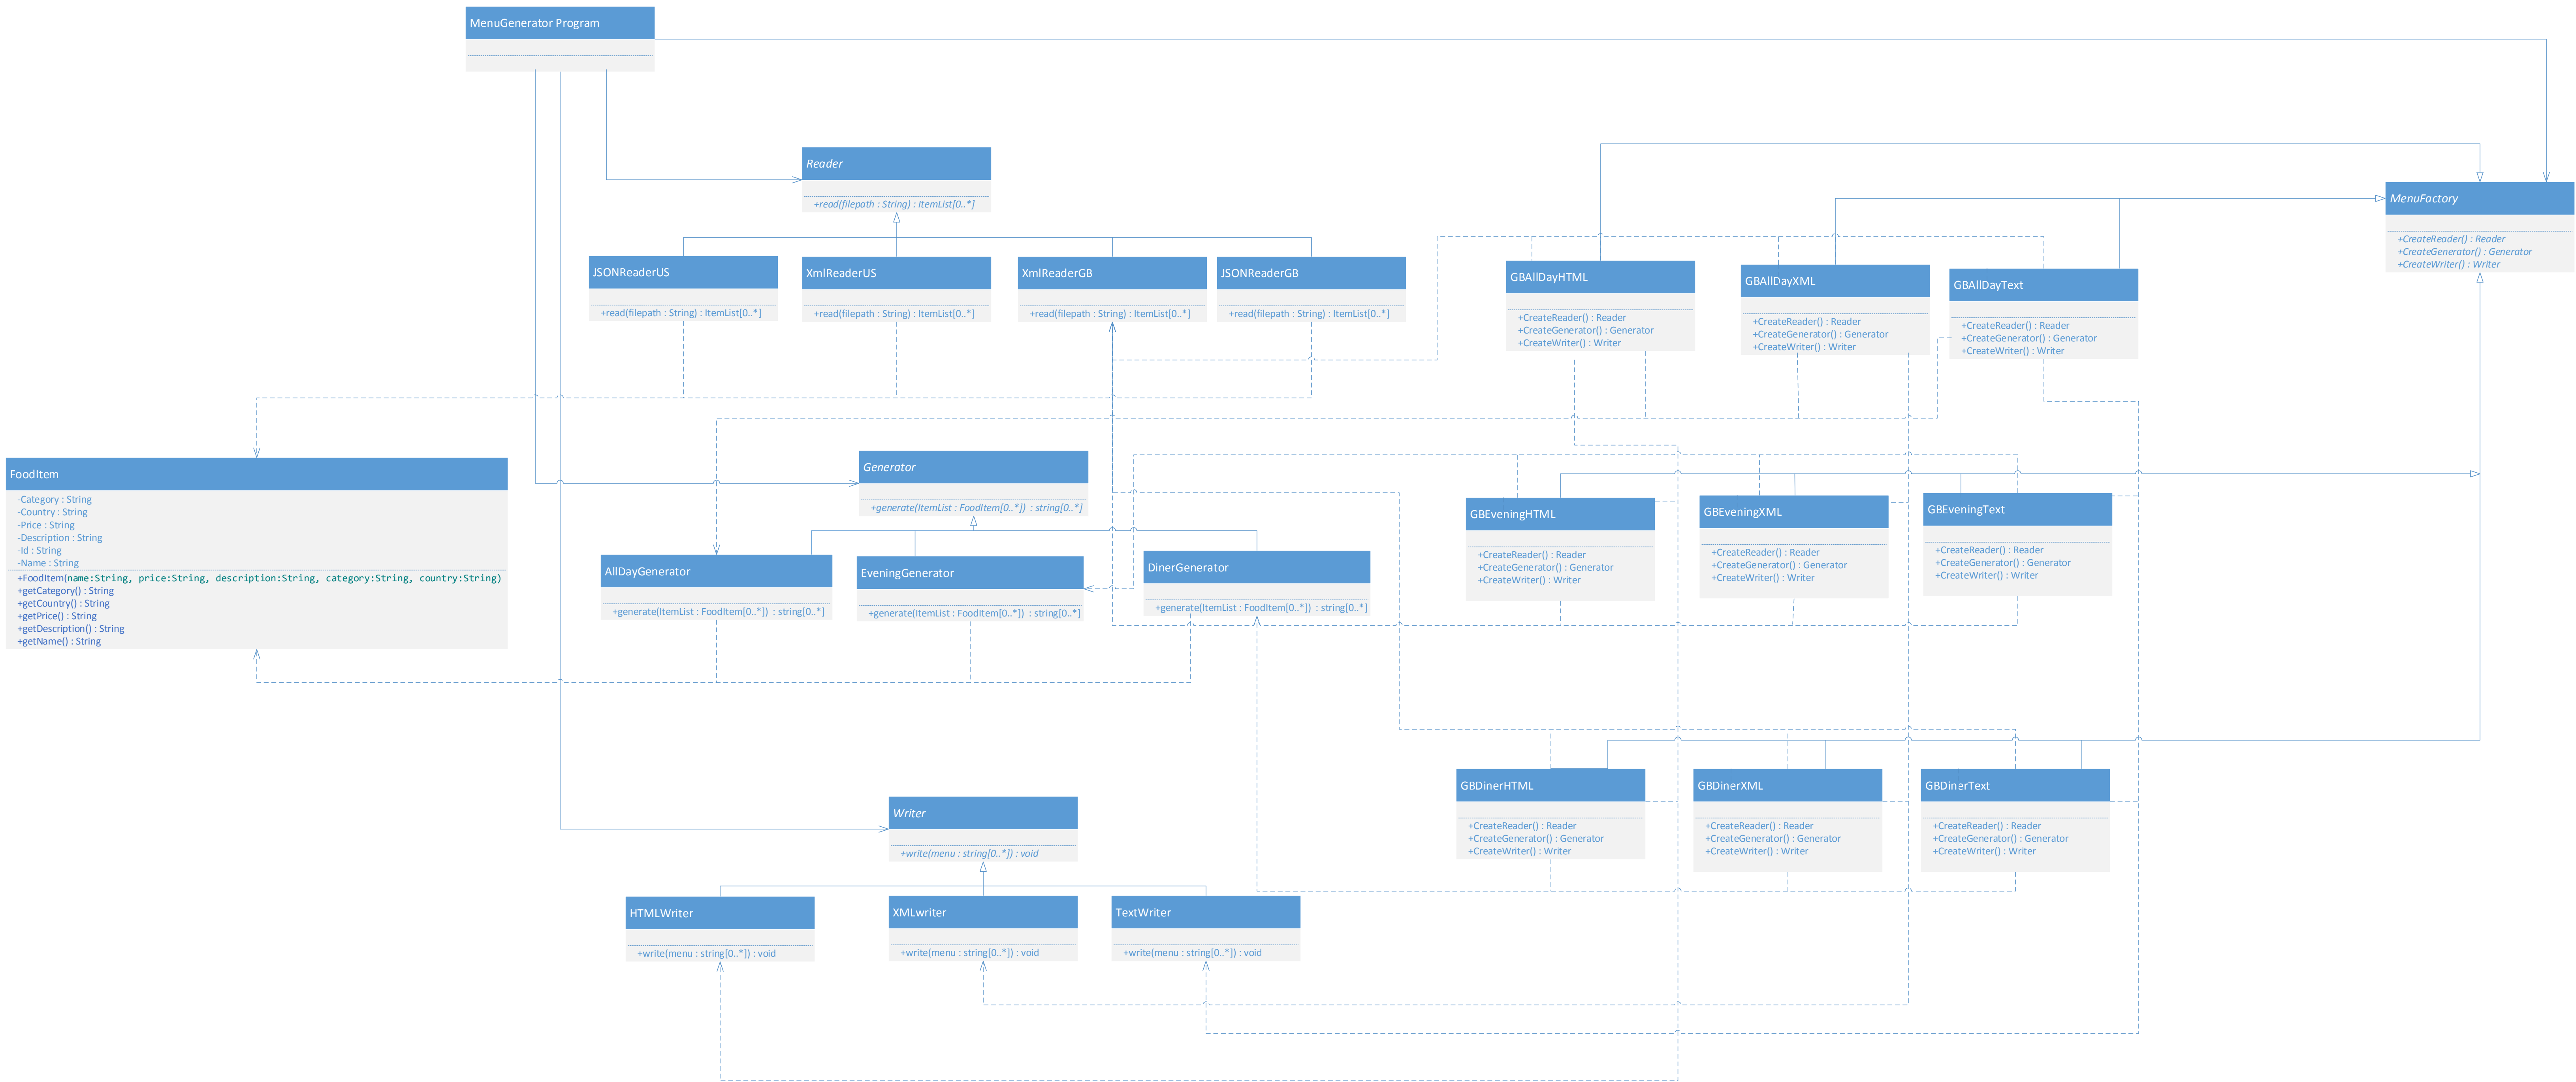 MenuGenerator Program
Reader
+read(filepath : String) : ItemList[0..*]
MenuFactory
+CreateReader() : Reader
+CreateGenerator() : Generator
+CreateWriter() : Writer
JSONReaderUS
+read(filepath : String) : ItemList[0..*]
XmlReaderUS
+read(filepath : String) : ItemList[0..*]
XmlReaderGB
+read(filepath : String) : ItemList[0..*]
JSONReaderGB
+read(filepath : String) : ItemList[0..*]
GBAllDayHTML
+CreateReader() : Reader
+CreateGenerator() : Generator
+CreateWriter() : Writer
GBAllDayXML
+CreateReader() : Reader
+CreateGenerator() : Generator
+CreateWriter() : Writer
GBAllDayText
+CreateReader() : Reader
+CreateGenerator() : Generator
+CreateWriter() : Writer
FoodItem
-Category : String
-Country : String
-Price : String
-Description : String
-Id : String
-Name : String
+FoodItem(name:String, price:String, description:String, category:String, country:String)
+getCategory() : String
+getCountry() : String
+getPrice() : String
+getDescription() : String
+getName() : String
Generator
+generate(ItemList : FoodItem[0..*]) : string[0..*]
AllDayGenerator
+generate(ItemList : FoodItem[0..*]) : string[0..*]
EveningGenerator
+generate(ItemList : FoodItem[0..*]) : string[0..*]
DinerGenerator
+generate(ItemList : FoodItem[0..*]) : string[0..*]
GBEveningHTML
+CreateReader() : Reader
+CreateGenerator() : Generator
+CreateWriter() : Writer
GBEveningXML
+CreateReader() : Reader
+CreateGenerator() : Generator
+CreateWriter() : Writer
GBEveningText
+CreateReader() : Reader
+CreateGenerator() : Generator
+CreateWriter() : Writer
GBDinerHTML
+CreateReader() : Reader
+CreateGenerator() : Generator
+CreateWriter() : Writer
GBDinerXML
+CreateReader() : Reader
+CreateGenerator() : Generator
+CreateWriter() : Writer
GBDinerText
+CreateReader() : Reader
+CreateGenerator() : Generator
+CreateWriter() : Writer
Writer
+write(menu : string[0..*]) : void
HTMLWriter
+write(menu : string[0..*]) : void
XMLwriter
+write(menu : string[0..*]) : void
TextWriter
+write(menu : string[0..*]) : void